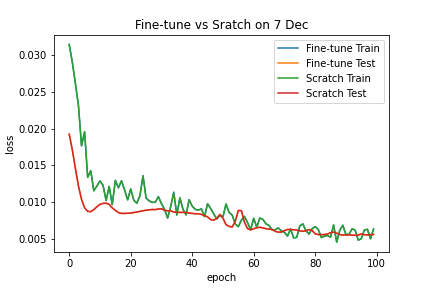 Fine-tune vs Sratch on 7 Dec
Fine-tune Train
Fine-tune Test
Scratch Train
Scratch Test
0.030
0.025
0.020
0.015
0.010
0.005
loss
0 20 40 60 80 100
epoch